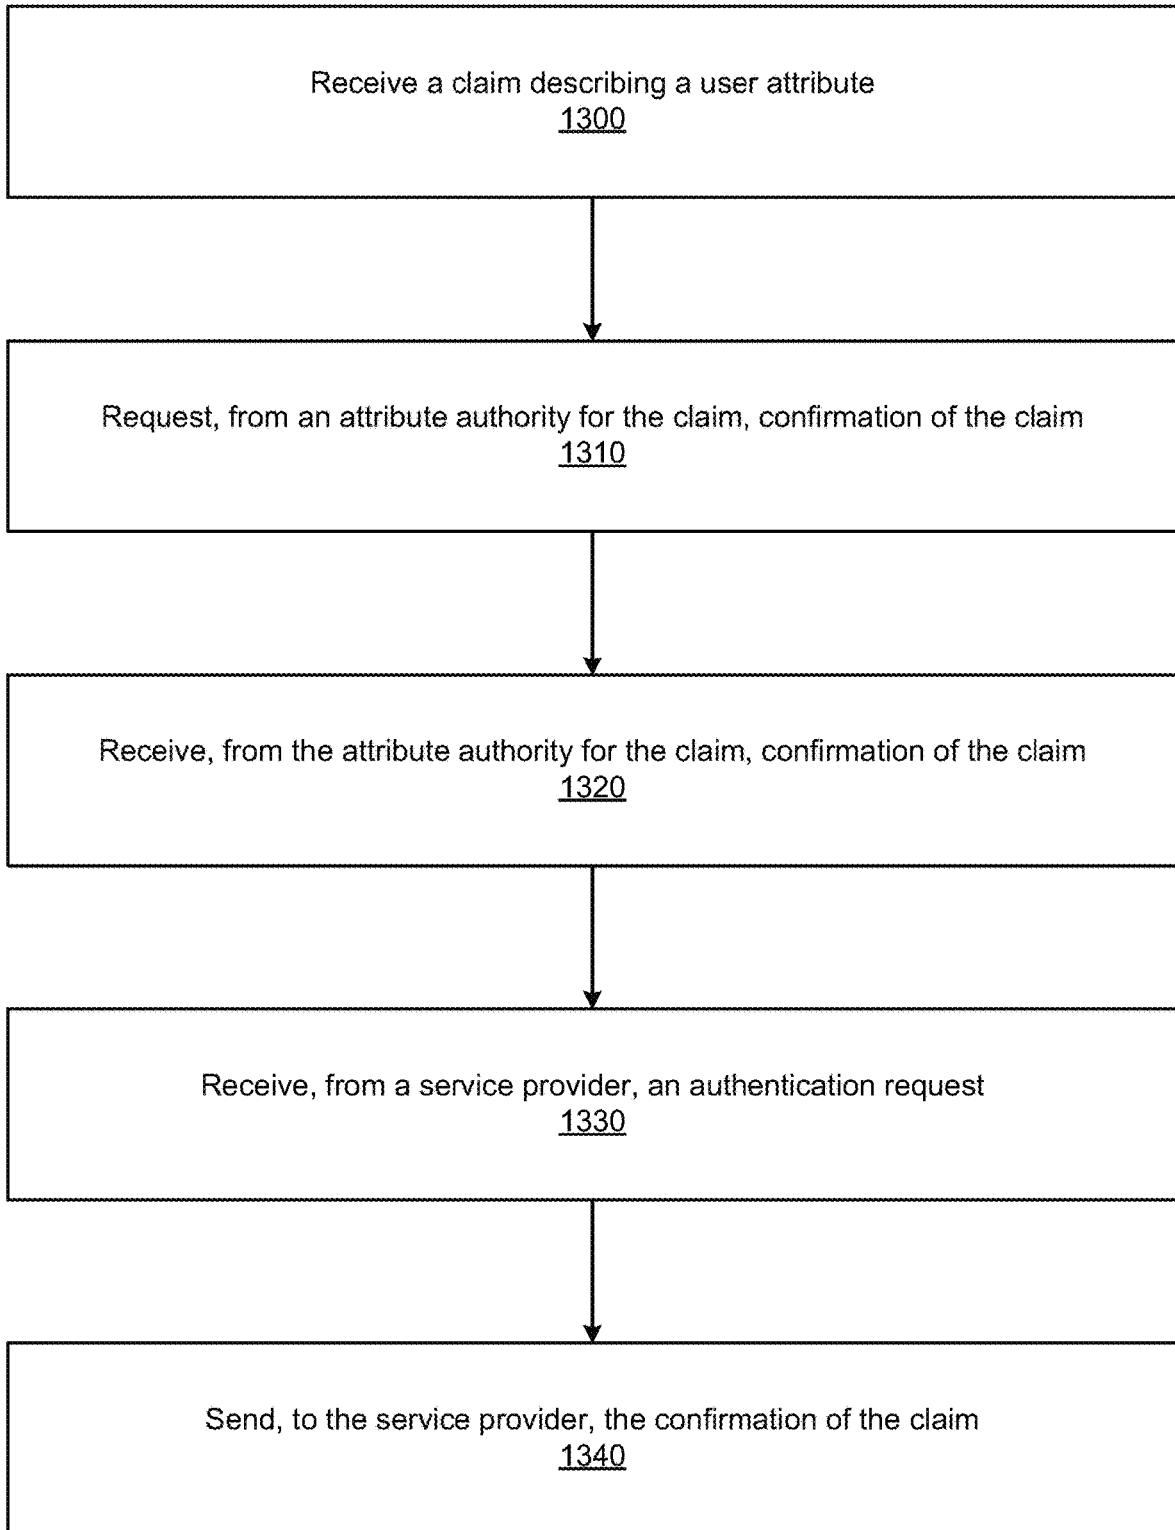 Receive a claim describing a user attribute
1300
Request, from an attribute authority for the claim, confirmation of the claim
1310
Receive, from the attribute authority for the claim, confirmation of the claim
1320
Receive, from a service provider, an authentication request
1330
Send, to the service provider, the confirmation of the claim
1340